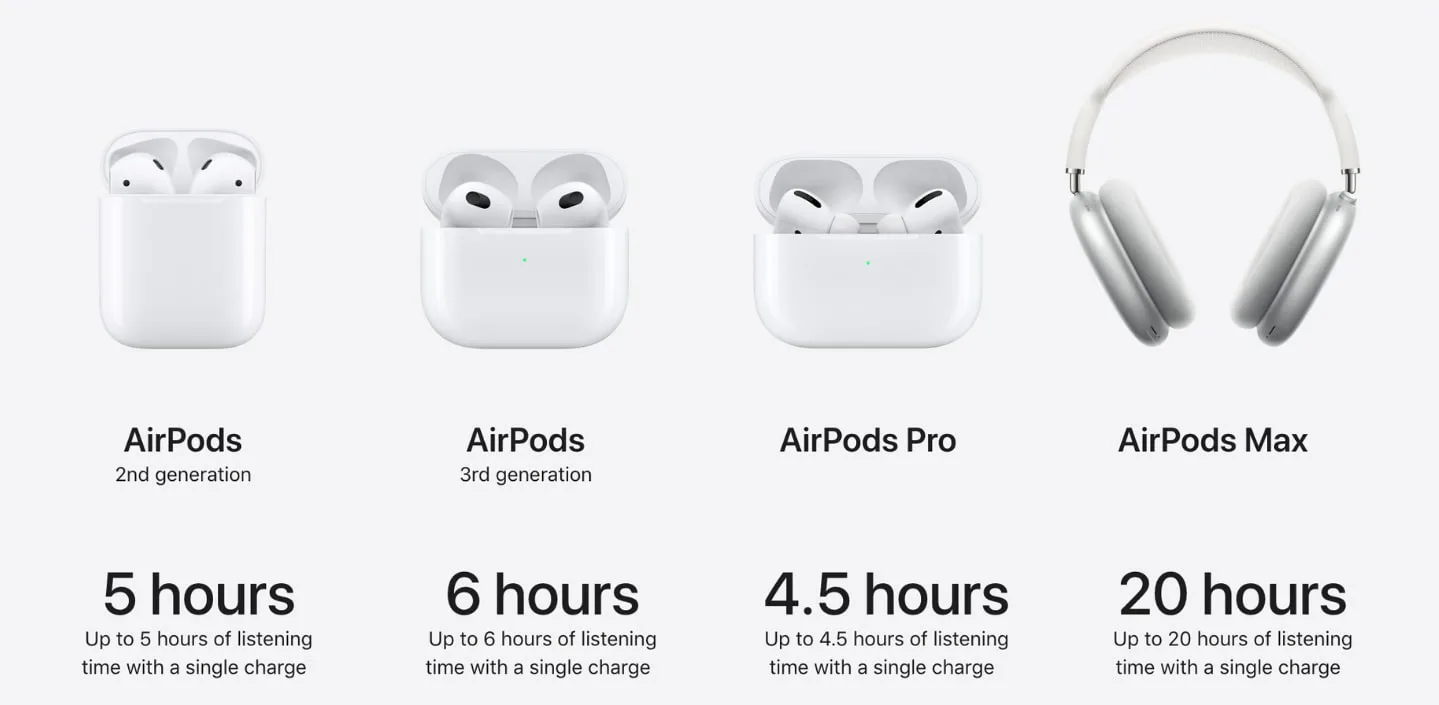 AirPods
2nd generation
5 hours
Up to 5 hours of listening
time with a single charge
AirPods
3rd generation
6 hours
Up to 6 hours of listening
time with a single charge
AirPods Pro
4.5 hours
Up to 4.5 hours of listening
time with a single charge
AirPods Max
20 hours
Up to 20 hours of listening
time with a single charge